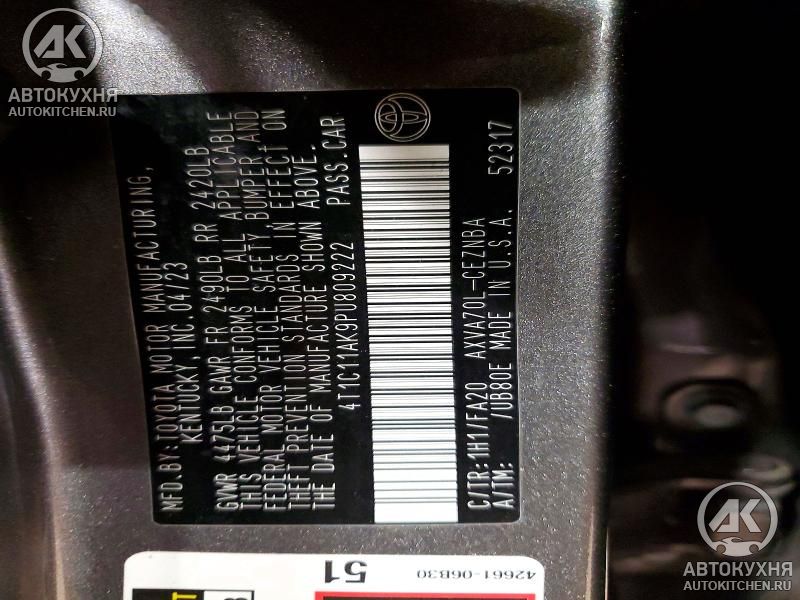 MFD. BY: TOYOTA MOTOR MANUFACTURING,
KENTUCKY, INC. 04/23
GWR 4475LB GAWR FR 2490LB RR 2420LB
THIS VEHICLE CONFORMS TO ALL APPLICABLE
FEDERAL MOTOR VEHICLE SAFETY, BUMPER, AND
THEFT PREVENTION STANDARDS IN EFFECT ON
THE DATE OF MANUFACTURE SHOWN ABOVE.
4T1C11AK9PU809222 PASS.CAR
C/TR: 1H1/FA20 AXVA70L-CEZNBA
A/TM: /UB80E MADE IN U.S.A. 52317
51
42661-06B30
АК
АВТОКУХНЯ
AUTOKITCHEN.RU
АК
АВТОКУХНЯ
AUTOKITCHEN.RU